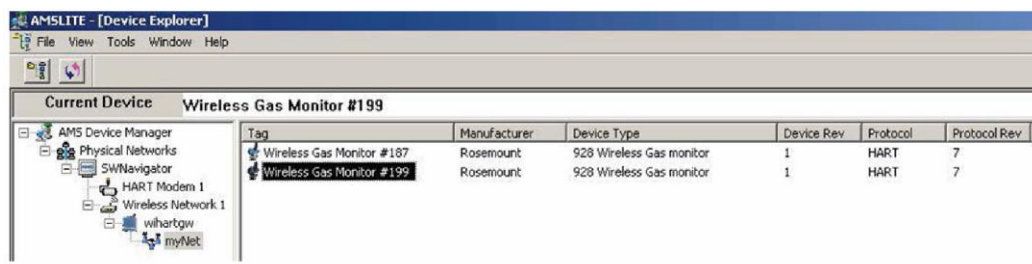 AMSLITE - [Device Explorer]
File View Tools Window Help
Current Device Wireless Gas Monitor #199
AMS Device Manager
Physical Networks
SWNavigator
HART Modem 1
Wireless Network 1
wihartgw
myNet
Tag Manufacturer Device Type Device Rev Protocol Protocol Rev
Wireless Gas Monitor #187 Rosemount 928 Wireless Gas monitor 1 HART 7
Wireless Gas Monitor #199 Rosemount 928 Wireless Gas monitor 1 HART 7